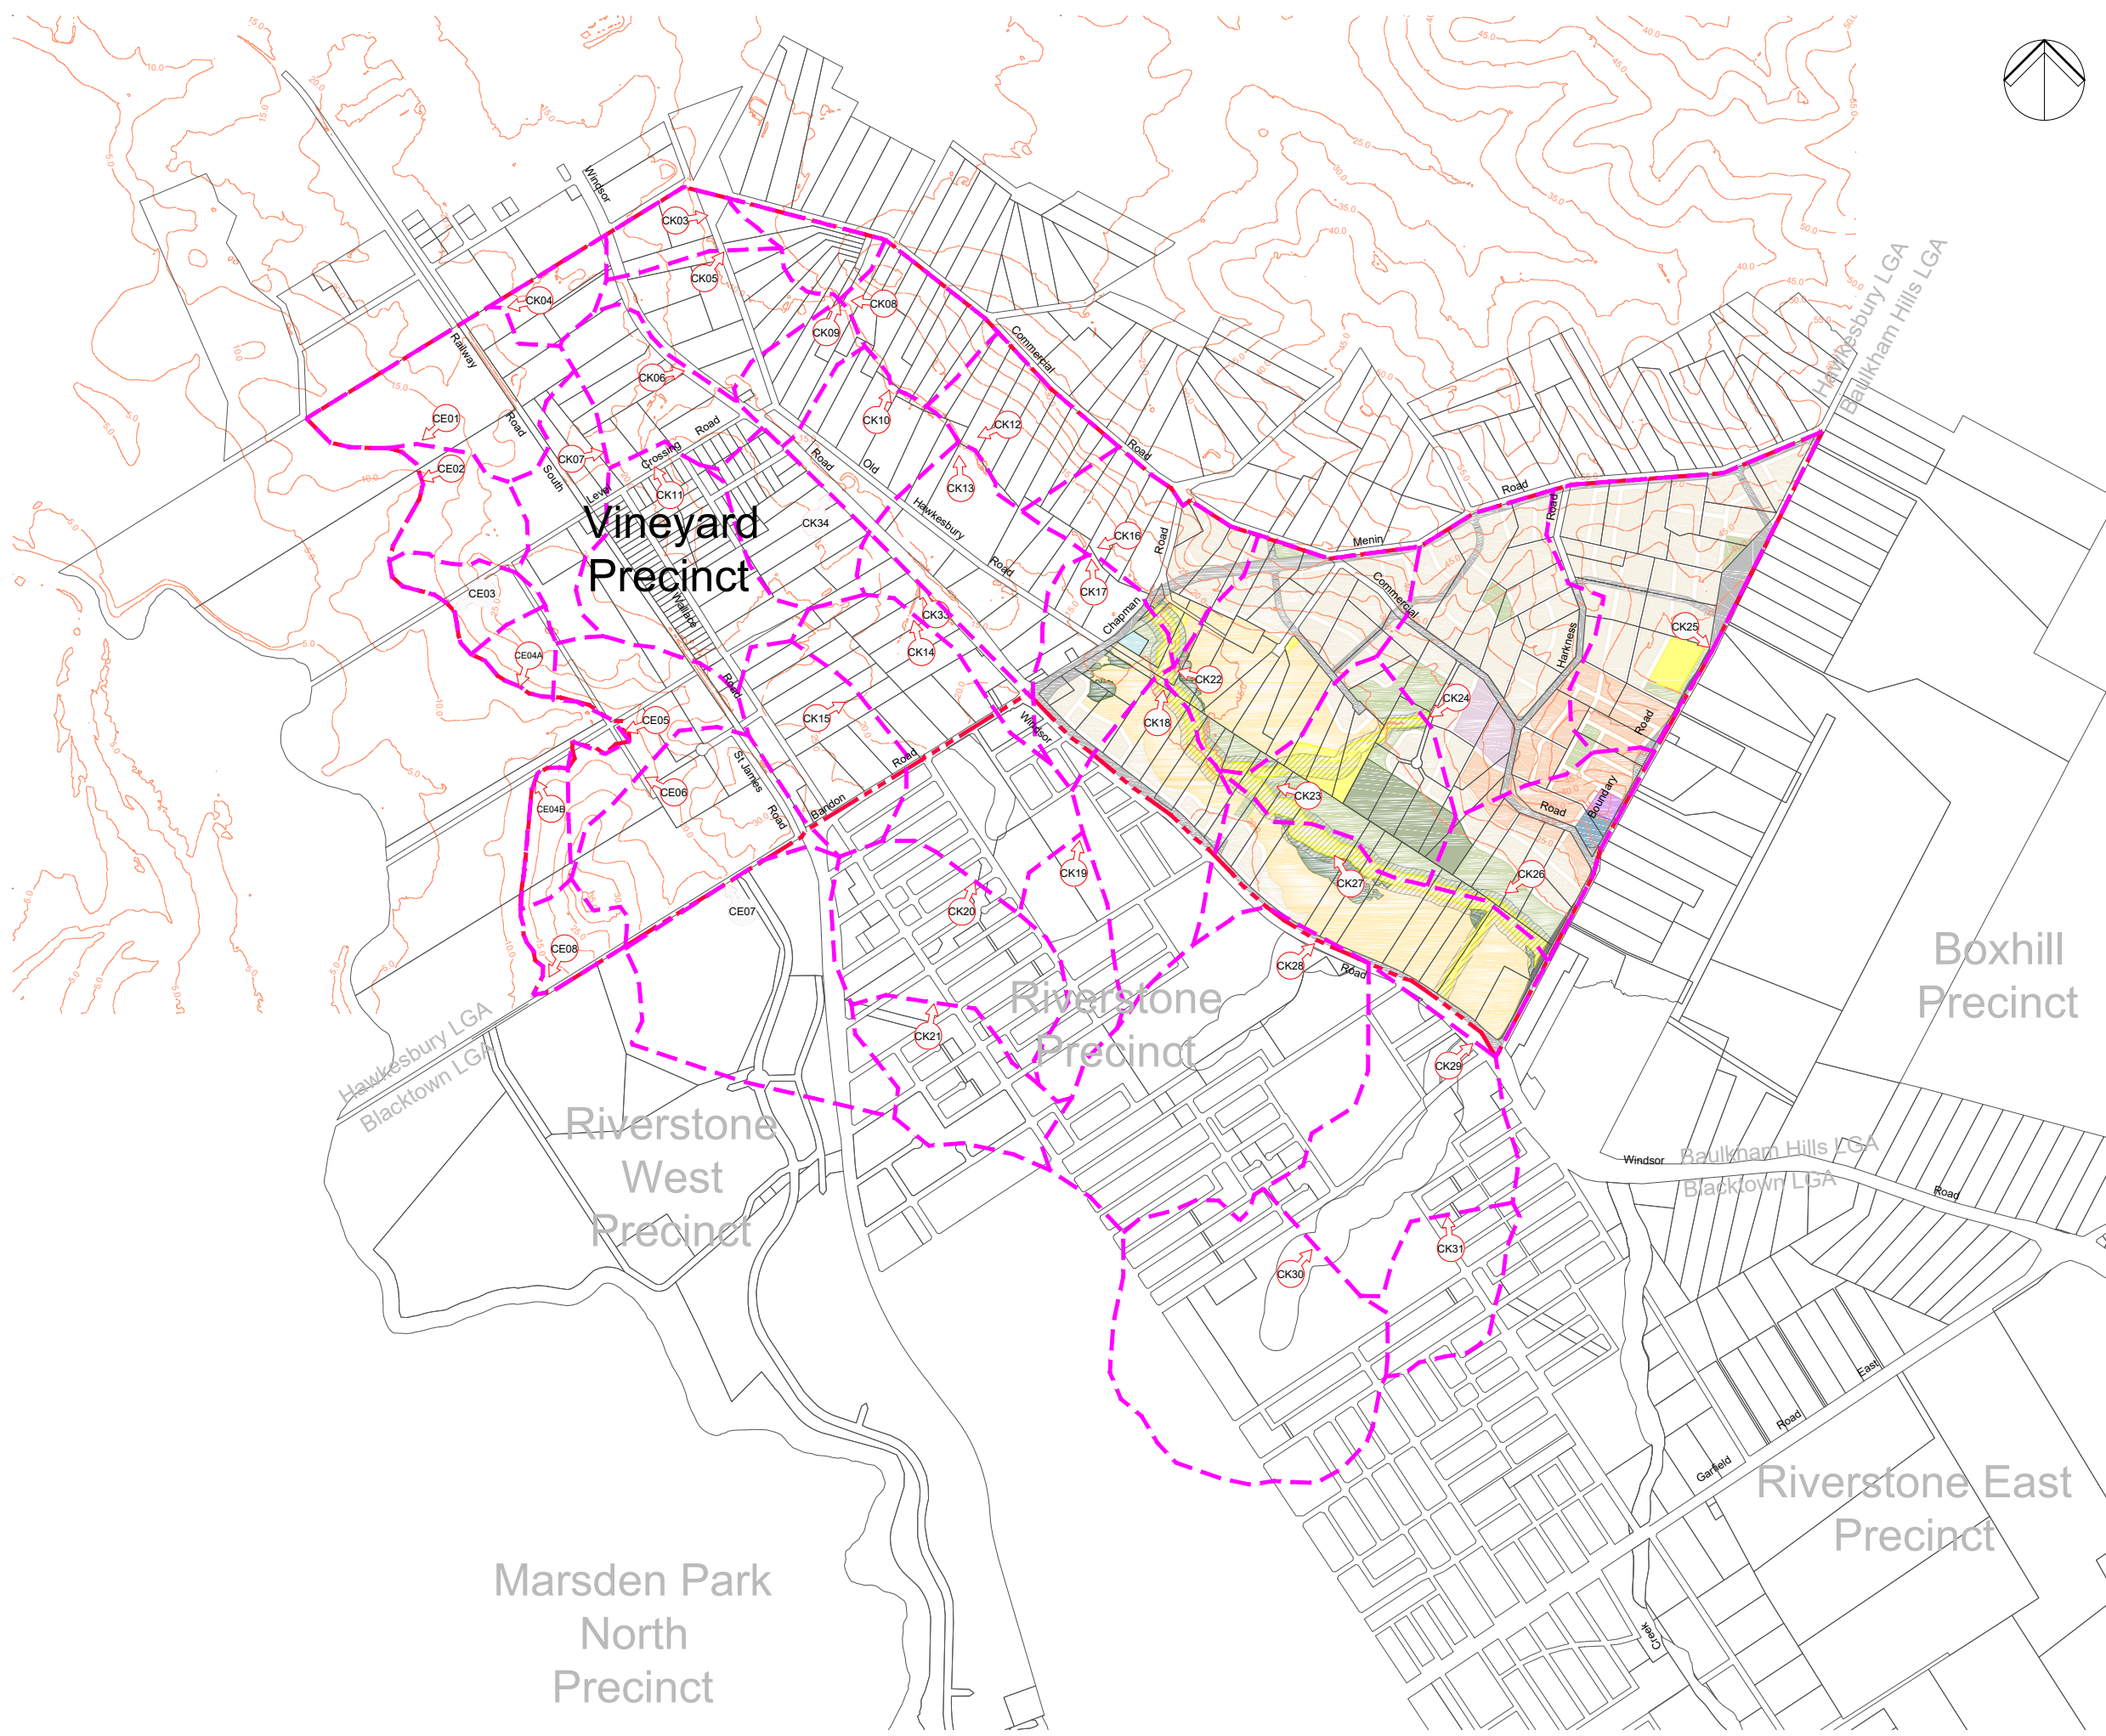 Hawkesbury LGA
Baulkham Hills LGA
Windsor
CK03
CK05
CK04
CK08
CK09
Railway
Commercial
CK06
CK10
CK12
CE01
Road
Road
Road
Road
Old
CK07
Crossing
CE02
South
Level
CK11
CK13
Road
Road
Vineyard
Precinct
CK34
Hawkesbury
CK16
Road
Menin
Road
CK17
Commercial
CE03
Wallace
CK33
Chapman
CK25
CE04A
CK14
Harkness
CK22
Road
CK24
CE05
CK15
CK18
Windsor
Road
St James
Road
CE06
CK23
Boundary
CE04B
Bandon
Road
Road
CK19
CK27
CK26
CE07
CK20
CE08
CK28
Road
Boxhill
Precinct
Riverstone
Precinct
CK21
CK29
Hawkesbury LGA
Blacktown LGA
Riverstone
West
Precinct
Windsor
Baulkham Hills LGA
Blacktown LGA
Road
CK31
CK30
East
Road
Garfield
Riverstone East
Precinct
Marsden Park
North
Precinct
Creek